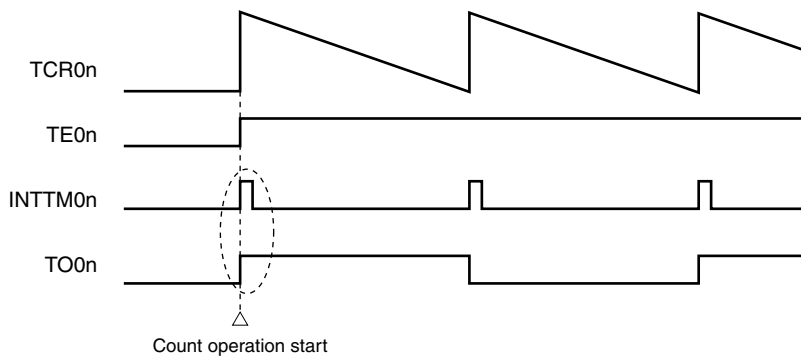 TCR0n
TE0n
INTTM0n
TO0n
Count operation start